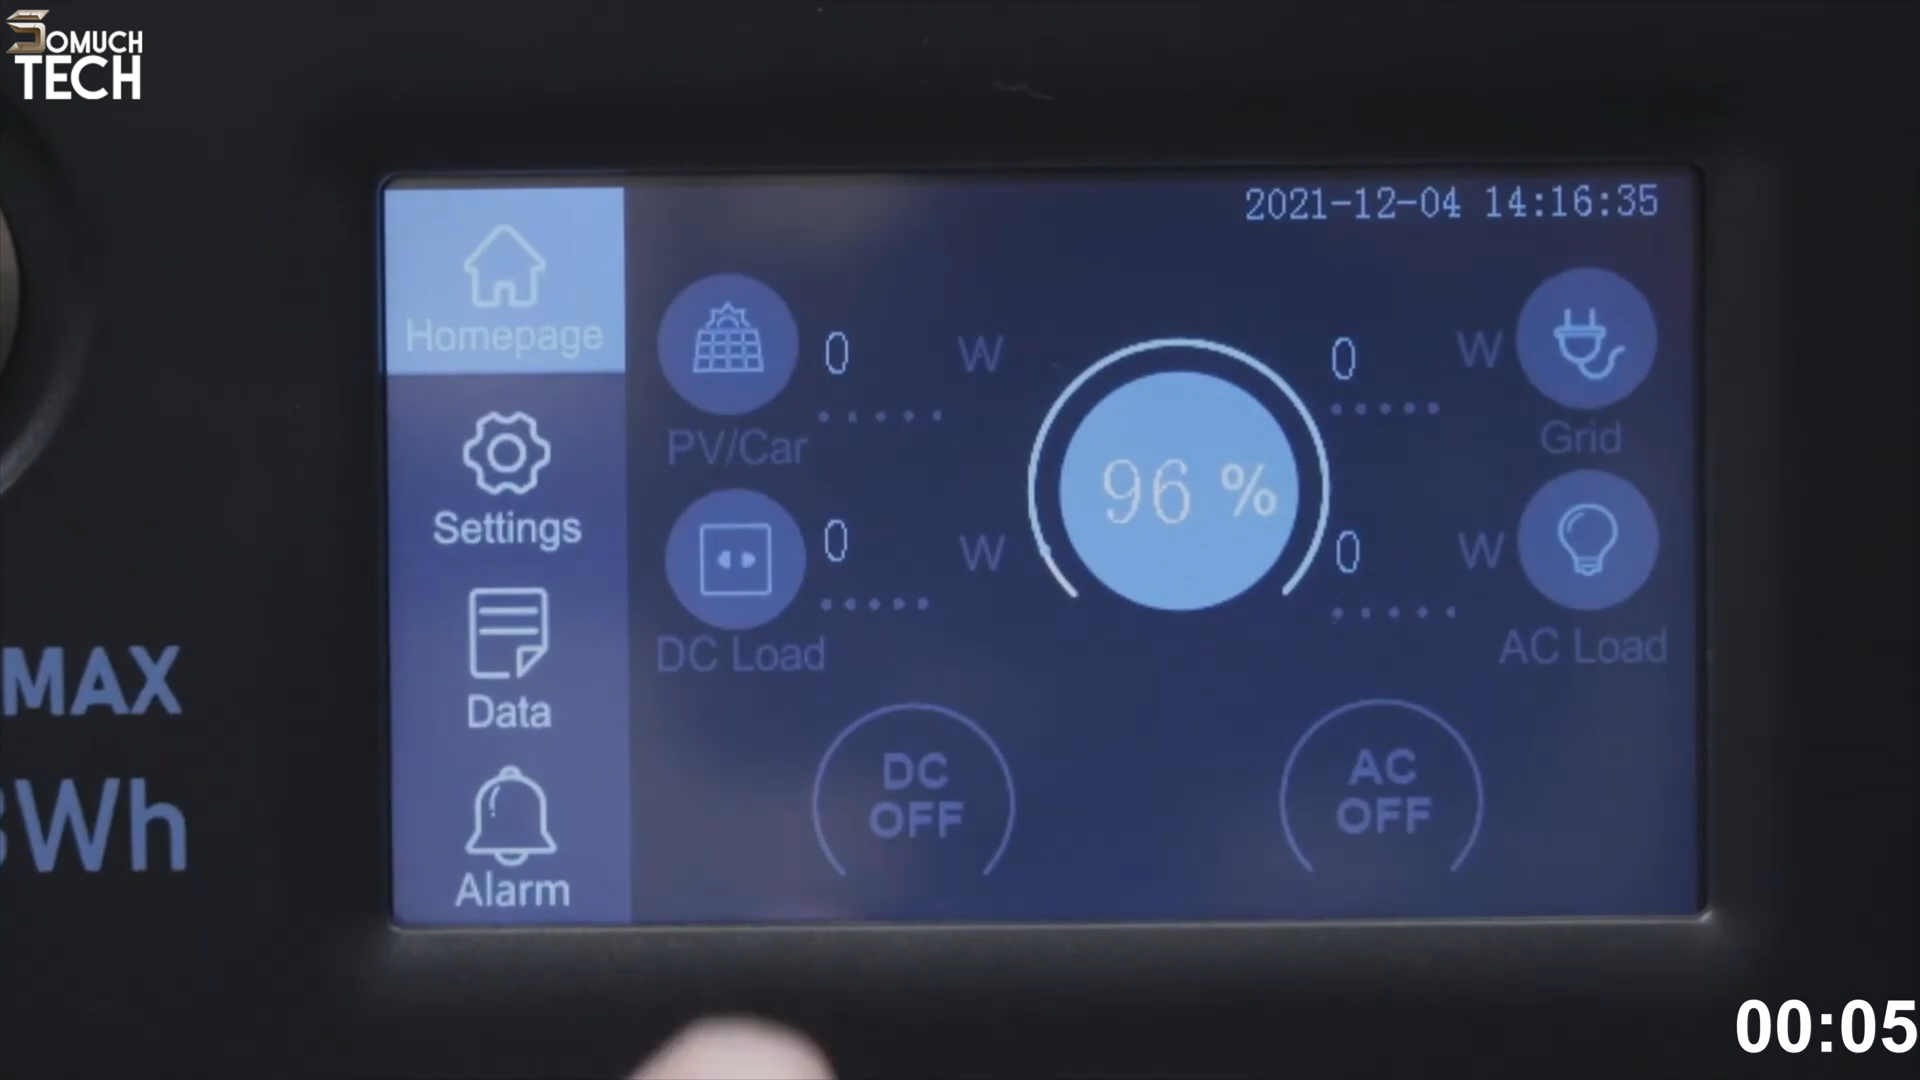 SOMUCH
TECH
2021-12-04 14:16:35
Homepage
0 W
0 W
PV/Car
Grid
96 %
Settings
0 W
0 W
DC Load
AC Load
MAX
Data
DC
OFF
AC
OFF
Wh
Alarm
00:05